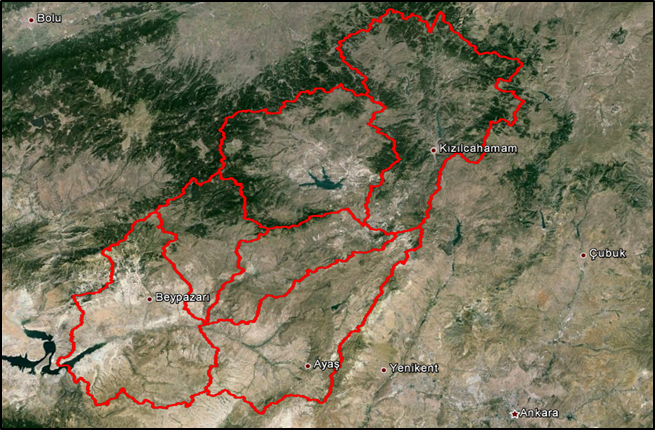 Bolu
Kızılcahamam
Çubuk
Beypazarı
Ayaş
Yenikent
Ankara